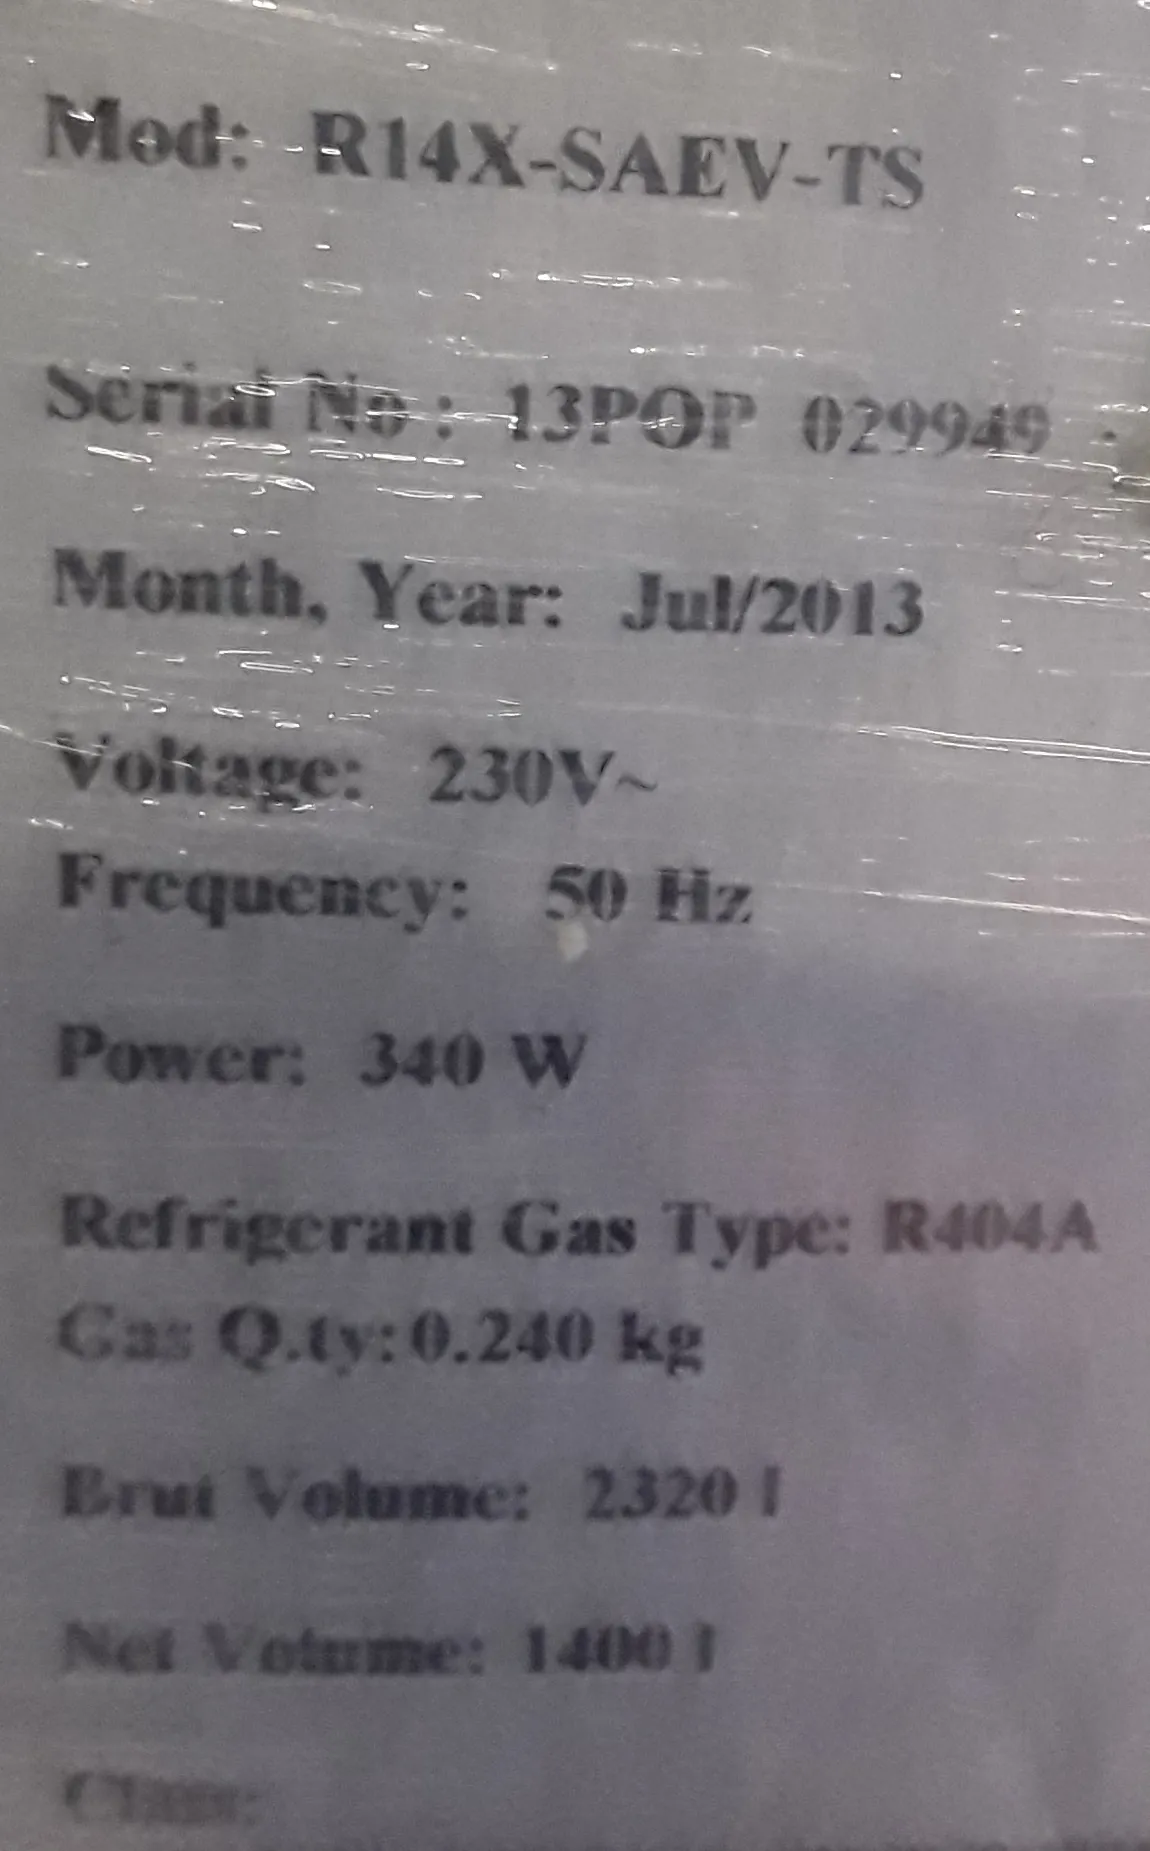 Mod: R14X-SAEV-TS
Serial No : 13POP 029949
Month, Year: Jul/2013
Voltage: 230V~
Frequency: 50 Hz
Power: 340 W
Refrigerant Gas Type: R404A
Gas Q.ty: 0.240 kg
Brut Volume: 2320 l
Net Volume: 1400 l